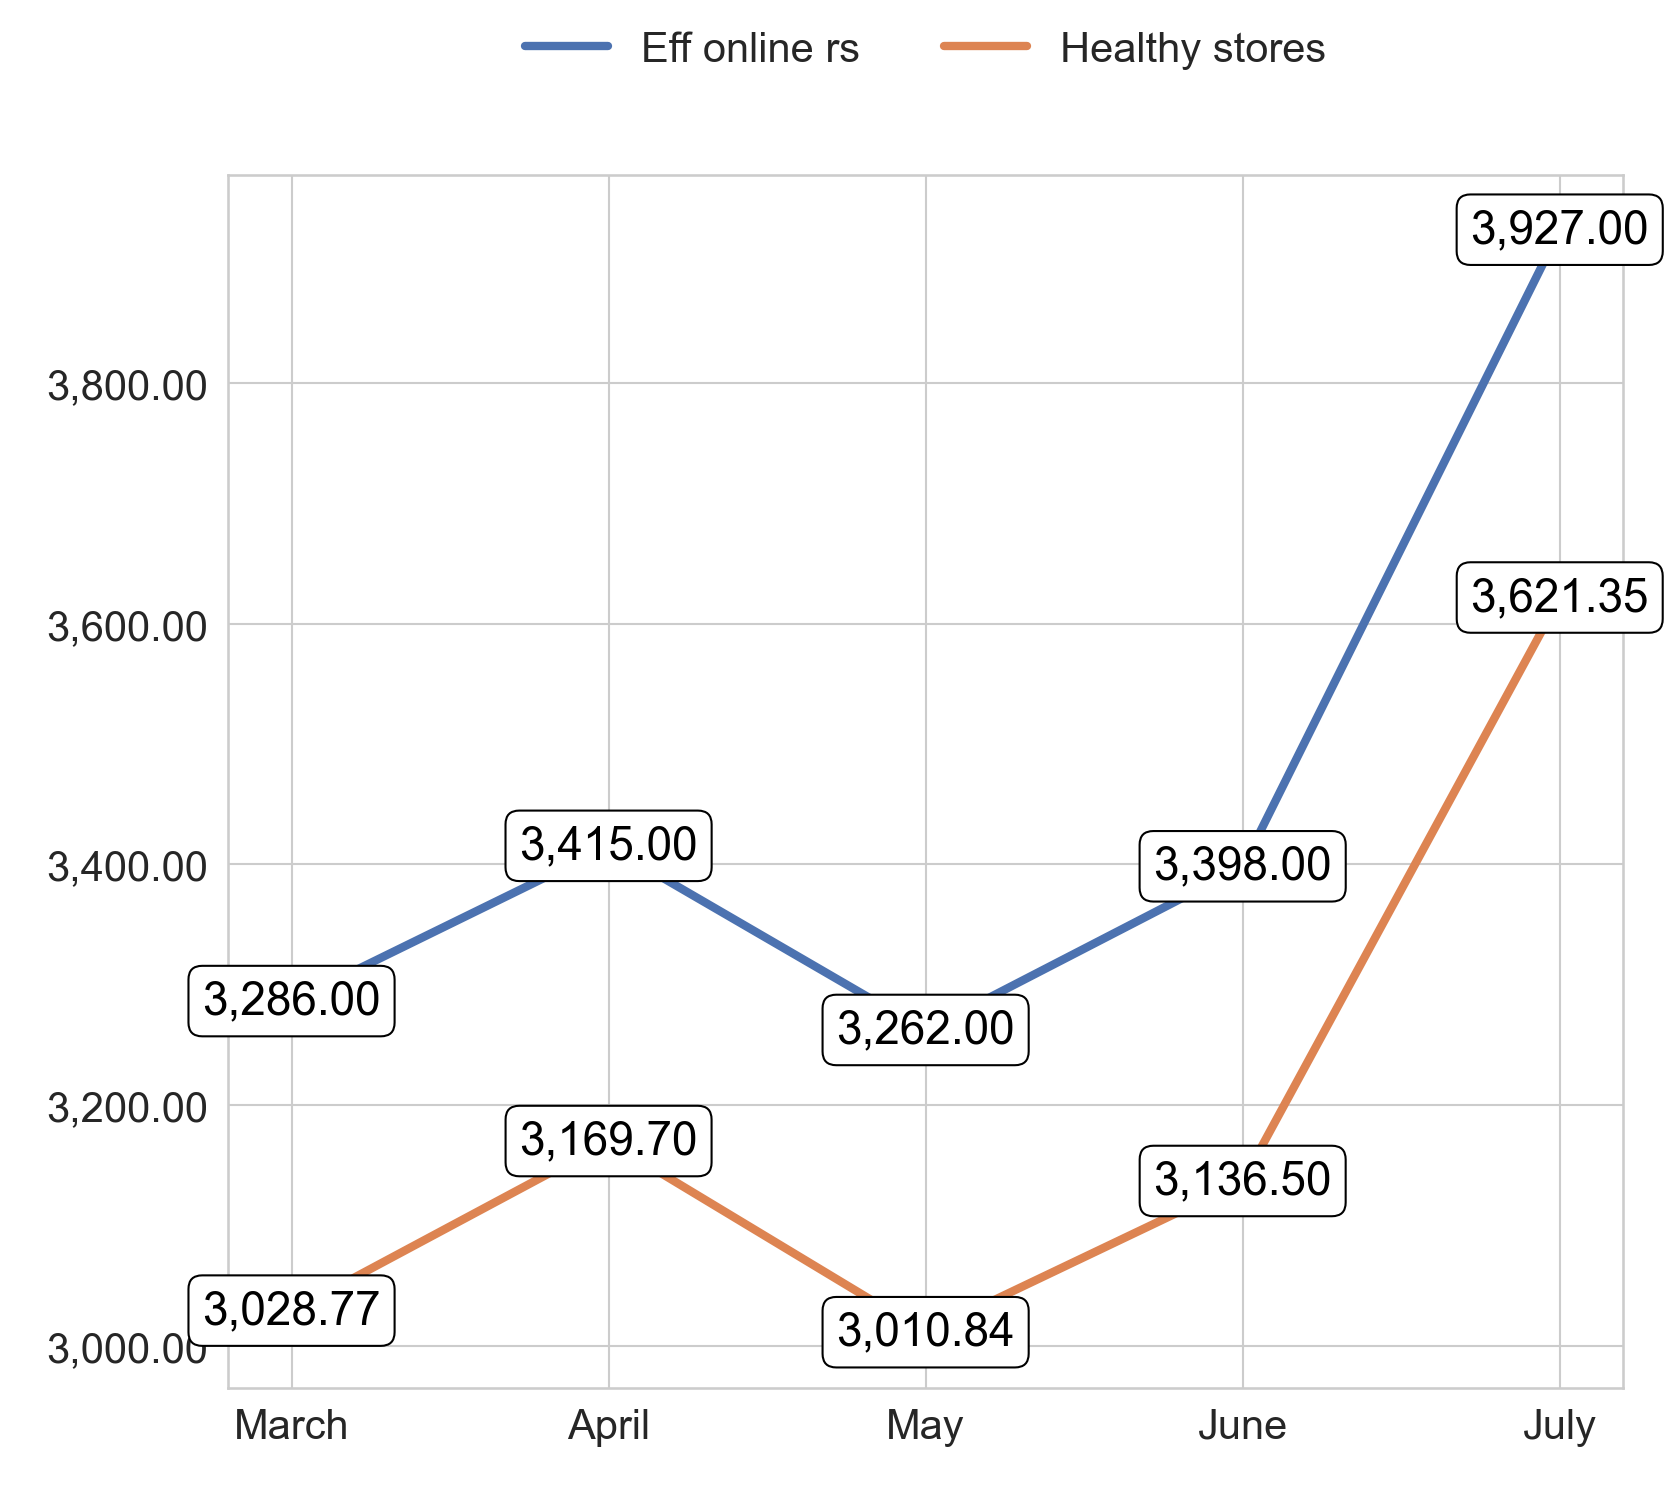 Eff online rs
Healthy stores
3,927.00
3,800.00
3,621.35
3,600.00
3,415.00
3,400.00
3,398.00
3,286.00
3,262.00
3,200.00
3,169.70
3,136.50
3,028.77
3,010.84
3,000.00
March
April
May
June
July